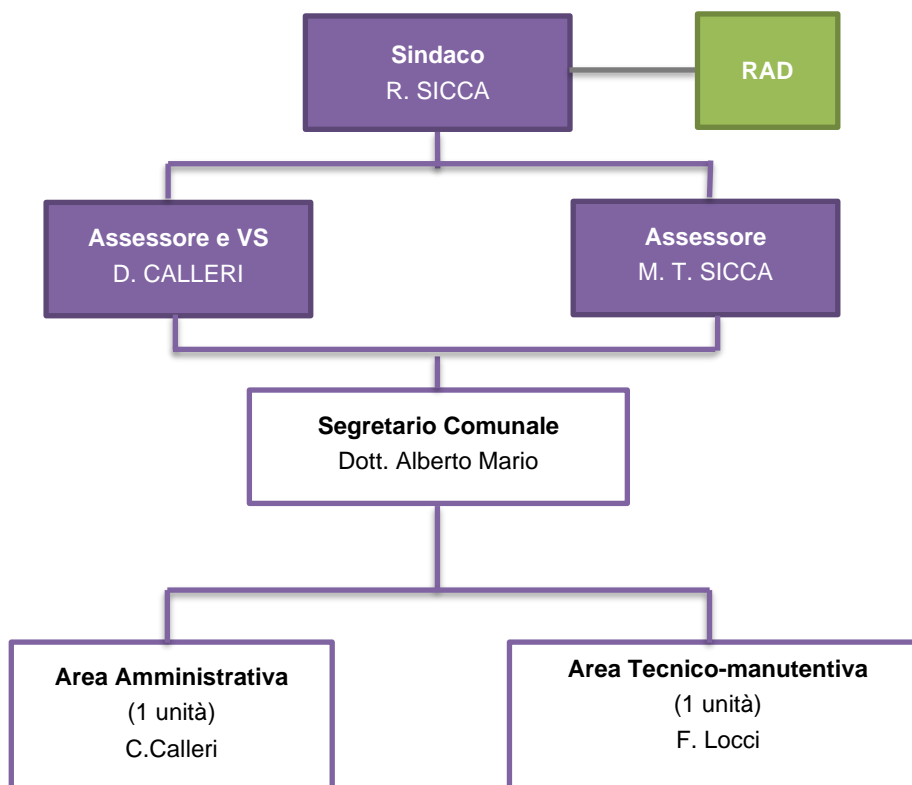 Sindaco
R. SICCA
RAD
Assessore e VS
D. CALLERI
Assessore
M. T. SICCA
Segretario Comunale
Dott. Alberto Mario
Area Amministrativa
(1 unità)
C.Calleri
Area Tecnico-manutentiva
(1 unità)
F. Locci